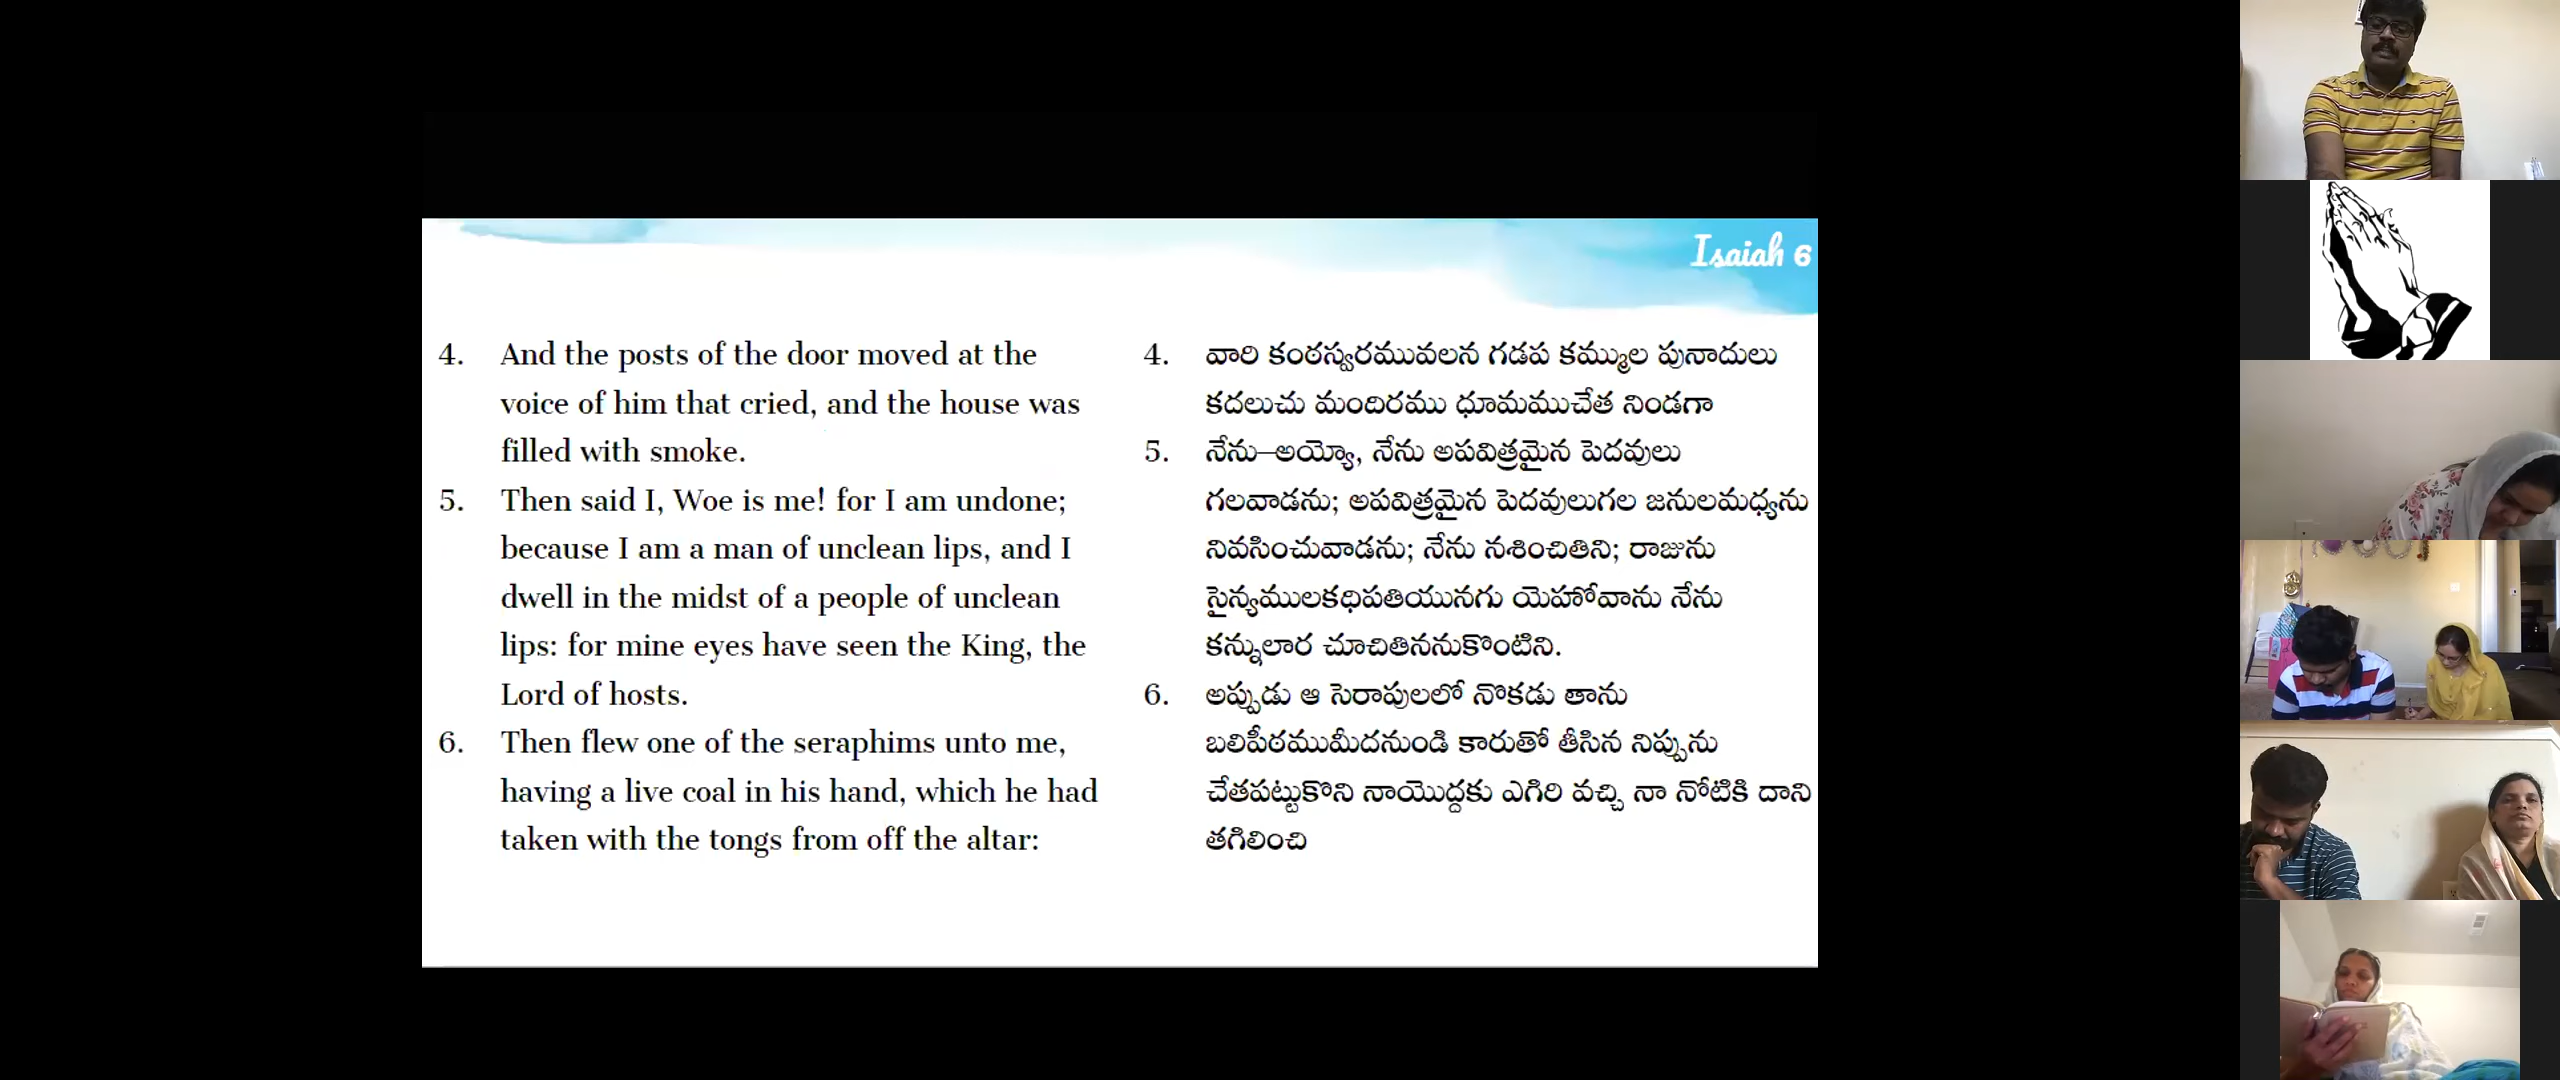 Isaiah 6
4. And the posts of the door moved at the
voice of him that cried, and the house was
filled with smoke.
5. Then said I, Woe is me! for I am undone;
because I am a man of unclean lips, and I
dwell in the midst of a people of unclean
lips: for mine eyes have seen the King, the
Lord of hosts.
6. Then flew one of the seraphims unto me,
having a live coal in his hand, which he had
taken with the tongs from off the altar:
4. వారి కంఠస్వరమువలన గడప కమ్ముల పునాదులు
కదలుచు మందిరము ధూమముచేత నిండగా
5. నేను–అయ్యో, నేను అపవిత్రమైన పెదవులు
గలవాడను; అపవిత్రమైన పెదవులుగల జనులమధ్యను
నివసించువాడను; నేను నశించితిని; రాజును
సైన్యములకధిపతియునగు యెహోవాను నేను
కన్నులార చూచితిననుకొంటిని.
6. అప్పుడు ఆ సెరాపులలో నొకడు తాను
బలిపీఠముమీదనుండి కారుతో తీసిన నిప్పును
చేతపట్టుకొని నాయొద్దకు ఎగిరి వచ్చి నా నోటికి దాని
తగిలించి